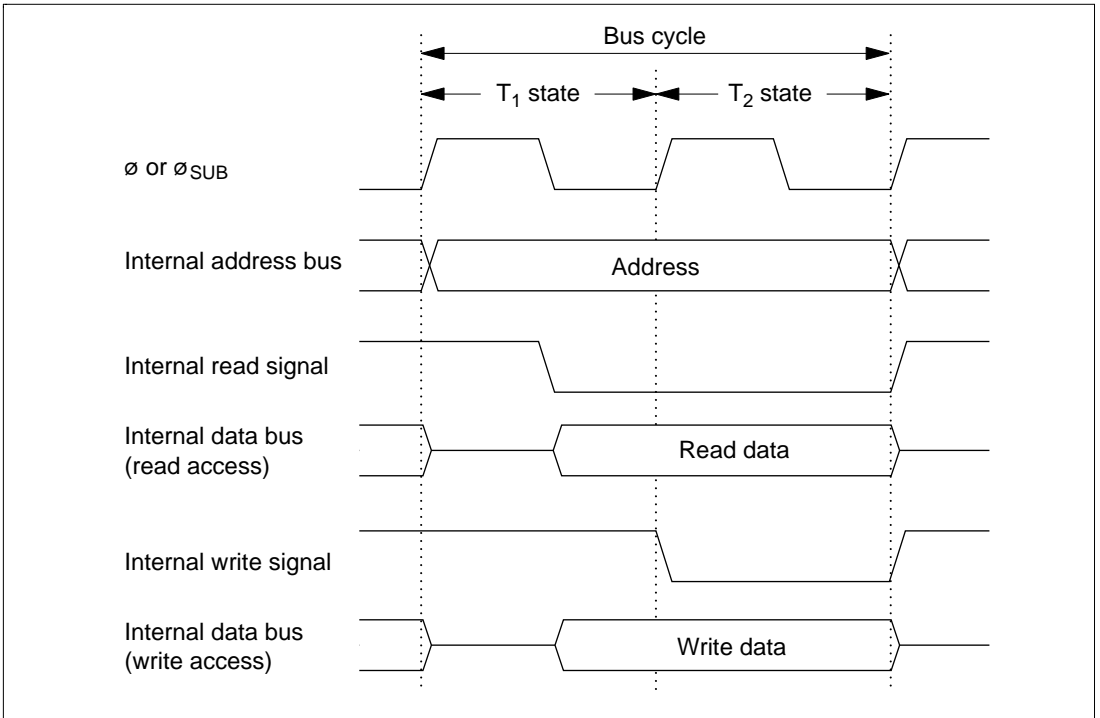 Bus cycle
T₁ state
T₂ state
ø or øSUB
Internal address bus
Address
Internal read signal
Internal data bus
(read access)
Read data
Internal write signal
Internal data bus
(write access)
Write data